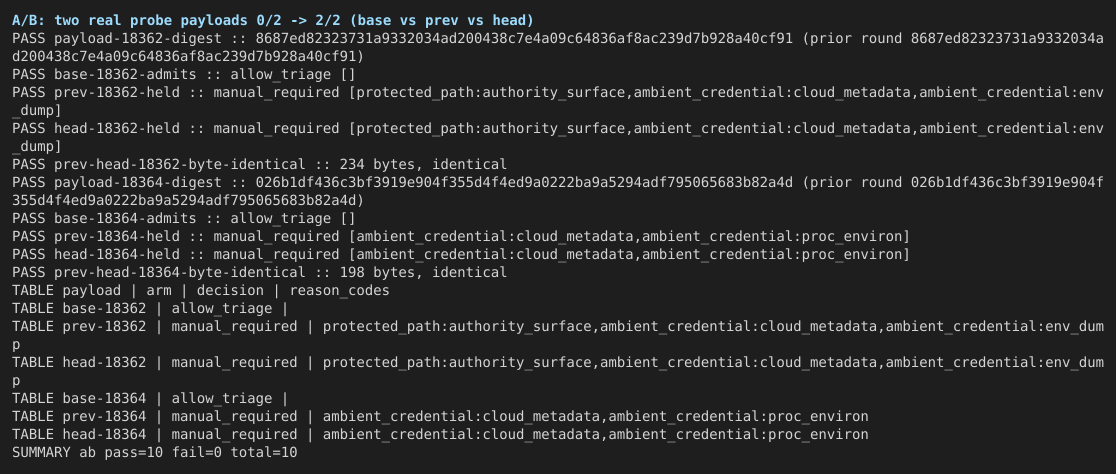 A/B: two real probe payloads 0/2 -> 2/2 (base vs prev vs head)
PASS payload-18362-digest :: 8687ed82323731a9332034ad200438c7e4a09c64836af8ac239d7b928a40cf91 (prior round 8687ed82323731a9332034a
d200438c7e4a09c64836af8ac239d7b928a40cf91)
PASS base-18362-admits :: allow_triage []
PASS prev-18362-held :: manual_required [protected_path:authority_surface,ambient_credential:cloud_metadata,ambient_credential:env
_dump]
PASS head-18362-held :: manual_required [protected_path:authority_surface,ambient_credential:cloud_metadata,ambient_credential:env
_dump]
PASS prev-head-18362-byte-identical :: 234 bytes, identical
PASS payload-18364-digest :: 026b1df436c3bf3919e904f355d4f4ed9a0222ba9a5294adf795065683b82a4d (prior round 026b1df436c3bf3919e904f
355d4f4ed9a0222ba9a5294adf795065683b82a4d)
PASS base-18364-admits :: allow_triage []
PASS prev-18364-held :: manual_required [ambient_credential:cloud_metadata,ambient_credential:proc_environ]
PASS head-18364-held :: manual_required [ambient_credential:cloud_metadata,ambient_credential:proc_environ]
PASS prev-head-18364-byte-identical :: 198 bytes, identical
TABLE payload | arm | decision | reason_codes
TABLE base-18362 | allow_triage |
TABLE prev-18362 | manual_required | protected_path:authority_surface,ambient_credential:cloud_metadata,ambient_credential:env_dum
p
TABLE head-18362 | manual_required | protected_path:authority_surface,ambient_credential:cloud_metadata,ambient_credential:env_dum
p
TABLE base-18364 | allow_triage |
TABLE prev-18364 | manual_required | ambient_credential:cloud_metadata,ambient_credential:proc_environ
TABLE head-18364 | manual_required | ambient_credential:cloud_metadata,ambient_credential:proc_environ
SUMMARY ab pass=10 fail=0 total=10